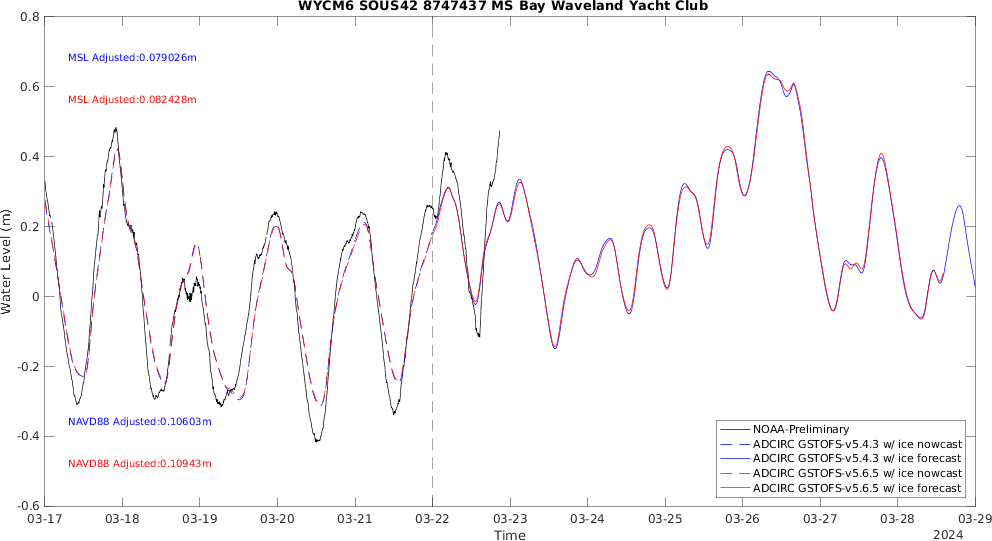 WYCM6 SOUS42 8747437 MS Bay Waveland Yacht Club
MSL Adjusted:0.079026m
MSL Adjusted:0.082428m
NAVD88 Adjusted:0.10603m
NAVD88 Adjusted:0.10943m
Water Level (m)
0.8
0.6
0.4
0.2
0
-0.2
-0.4
-0.6
NOAA-Preliminary
ADCIRC GSTOFS-v5.4.3 w/ ice nowcast
ADCIRC GSTOFS-v5.4.3 w/ ice forecast
ADCIRC GSTOFS-v5.6.5 w/ ice nowcast
ADCIRC GSTOFS-v5.6.5 w/ ice forecast
03-17 03-18 03-19 03-20 03-21 03-22 03-23 03-24 03-25 03-26 03-27 03-28 03-29
Time
2024